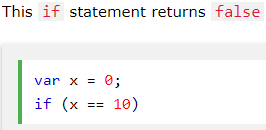 This if statement returns false
var x = 0;
if (x == 10)